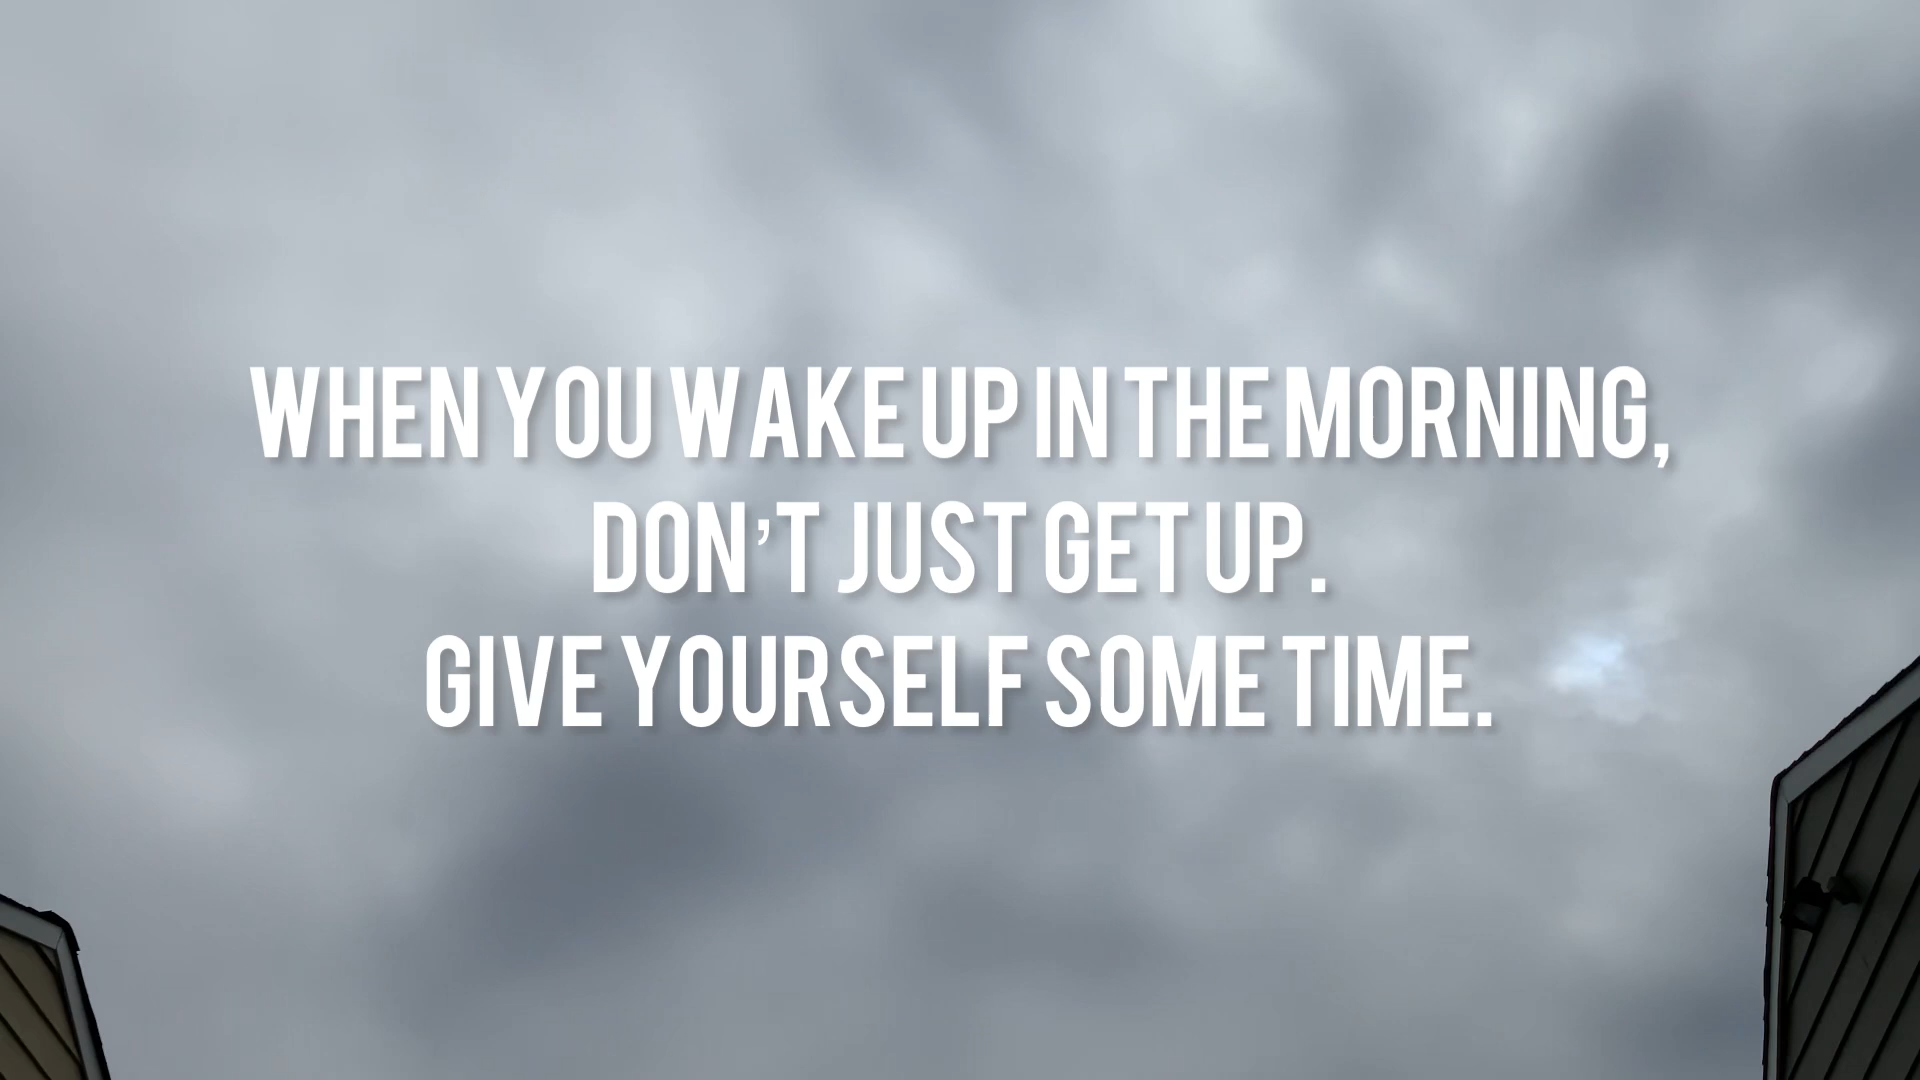 WHEN YOU WAKE UP IN THE MORNING,
DON'T JUST GET UP.
GIVE YOURSELF SOME TIME.